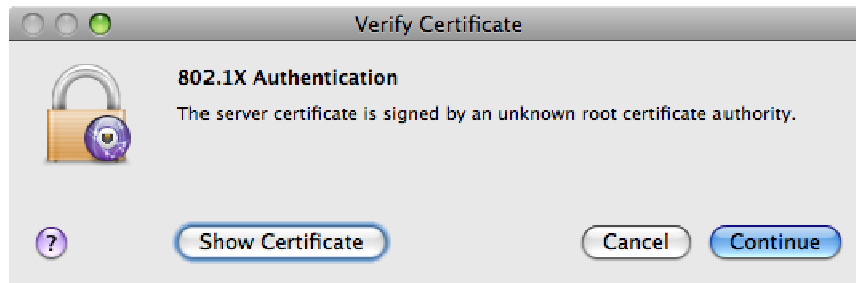 Verify Certificate
802.1X Authentication
The server certificate is signed by an unknown root certificate authority.
?
Show Certificate
Cancel
Continue